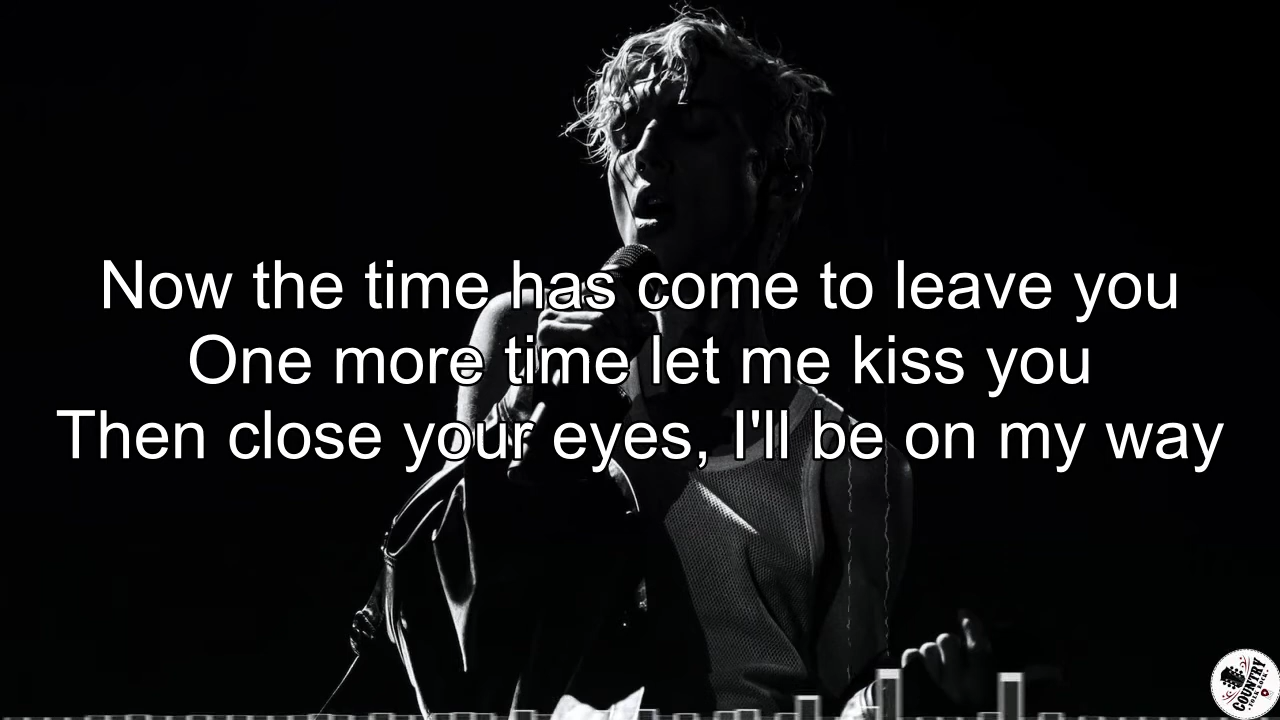 Now the time has come to leave you
One more time let me kiss you
Then close your eyes, I'll be on my way
COUNTRY